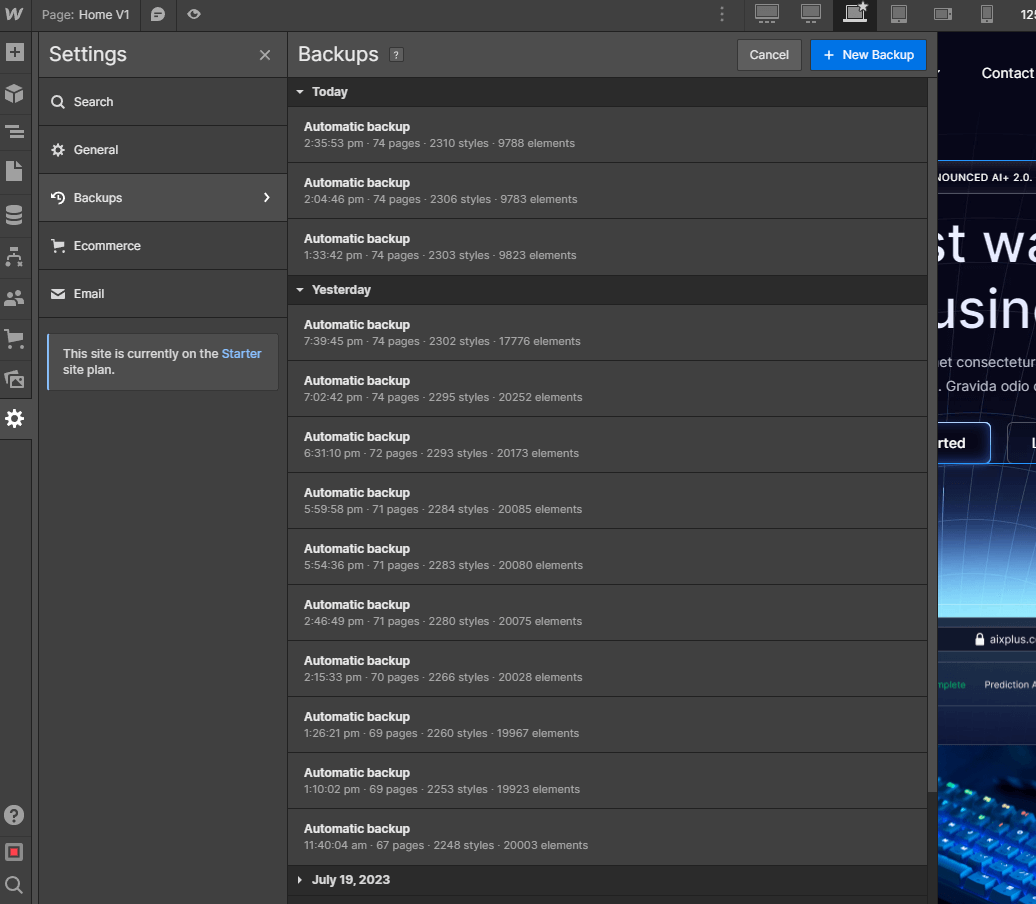 Page: Home V1
125
Settings
Search
General
Backups
Ecommerce
Email
This site is currently on the Starter
site plan.
Backups ?
Cancel
+ New Backup
Today
Automatic backup
2:35:53 pm · 74 pages · 2310 styles · 9788 elements
Automatic backup
2:04:46 pm · 74 pages · 2306 styles · 9783 elements
Automatic backup
1:33:42 pm · 74 pages · 2303 styles · 9823 elements
Yesterday
Automatic backup
7:39:45 pm · 74 pages · 2302 styles · 17776 elements
Automatic backup
7:02:42 pm · 74 pages · 2295 styles · 20252 elements
Automatic backup
6:31:10 pm · 72 pages · 2293 styles · 20173 elements
Automatic backup
5:59:58 pm · 71 pages · 2284 styles · 20085 elements
Automatic backup
5:54:36 pm · 71 pages · 2283 styles · 20080 elements
Automatic backup
2:46:49 pm · 71 pages · 2280 styles · 20075 elements
Automatic backup
2:15:33 pm · 70 pages · 2266 styles · 20028 elements
Automatic backup
1:26:21 pm · 69 pages · 2260 styles · 19967 elements
Automatic backup
1:10:02 pm · 69 pages · 2253 styles · 19923 elements
Automatic backup
11:40:04 am · 67 pages · 2248 styles · 20003 elements
July 19, 2023
Contact
NOUNCED AI+ 2.0.
st wa
usine
et consectetur
. Gravida odio
rted
aixplus.c
mplete
Prediction A